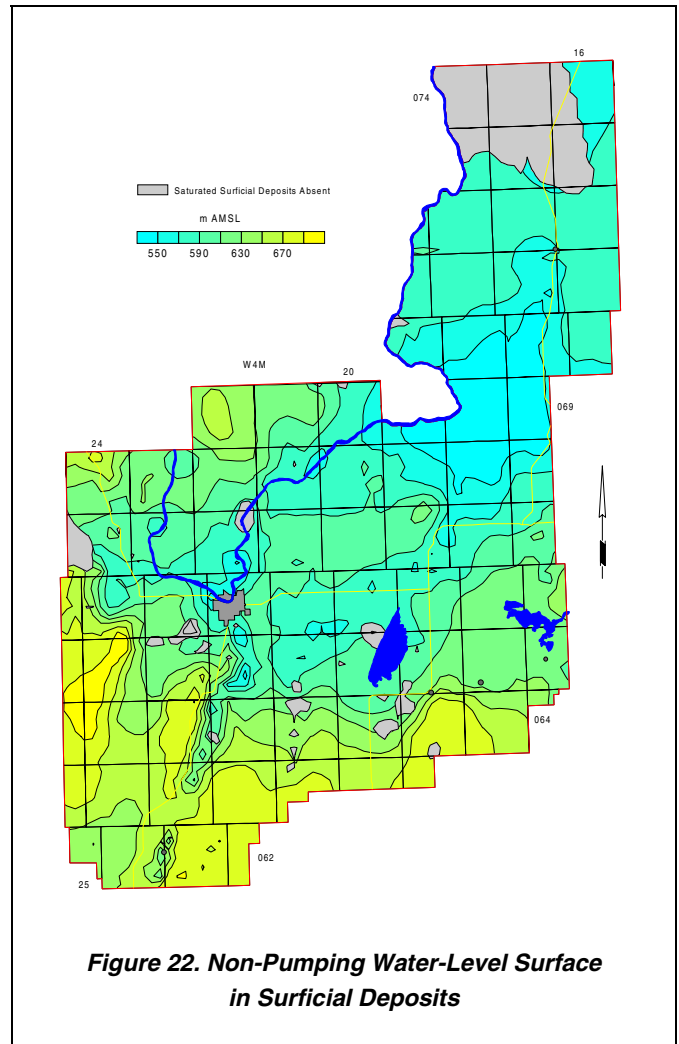 16
074
Saturated Surficial Deposits Absent
m AMSL
550 590 630 670
W4M
20
069
24
064
062
25
Figure 22. Non-Pumping Water-Level Surface
in Surficial Deposits